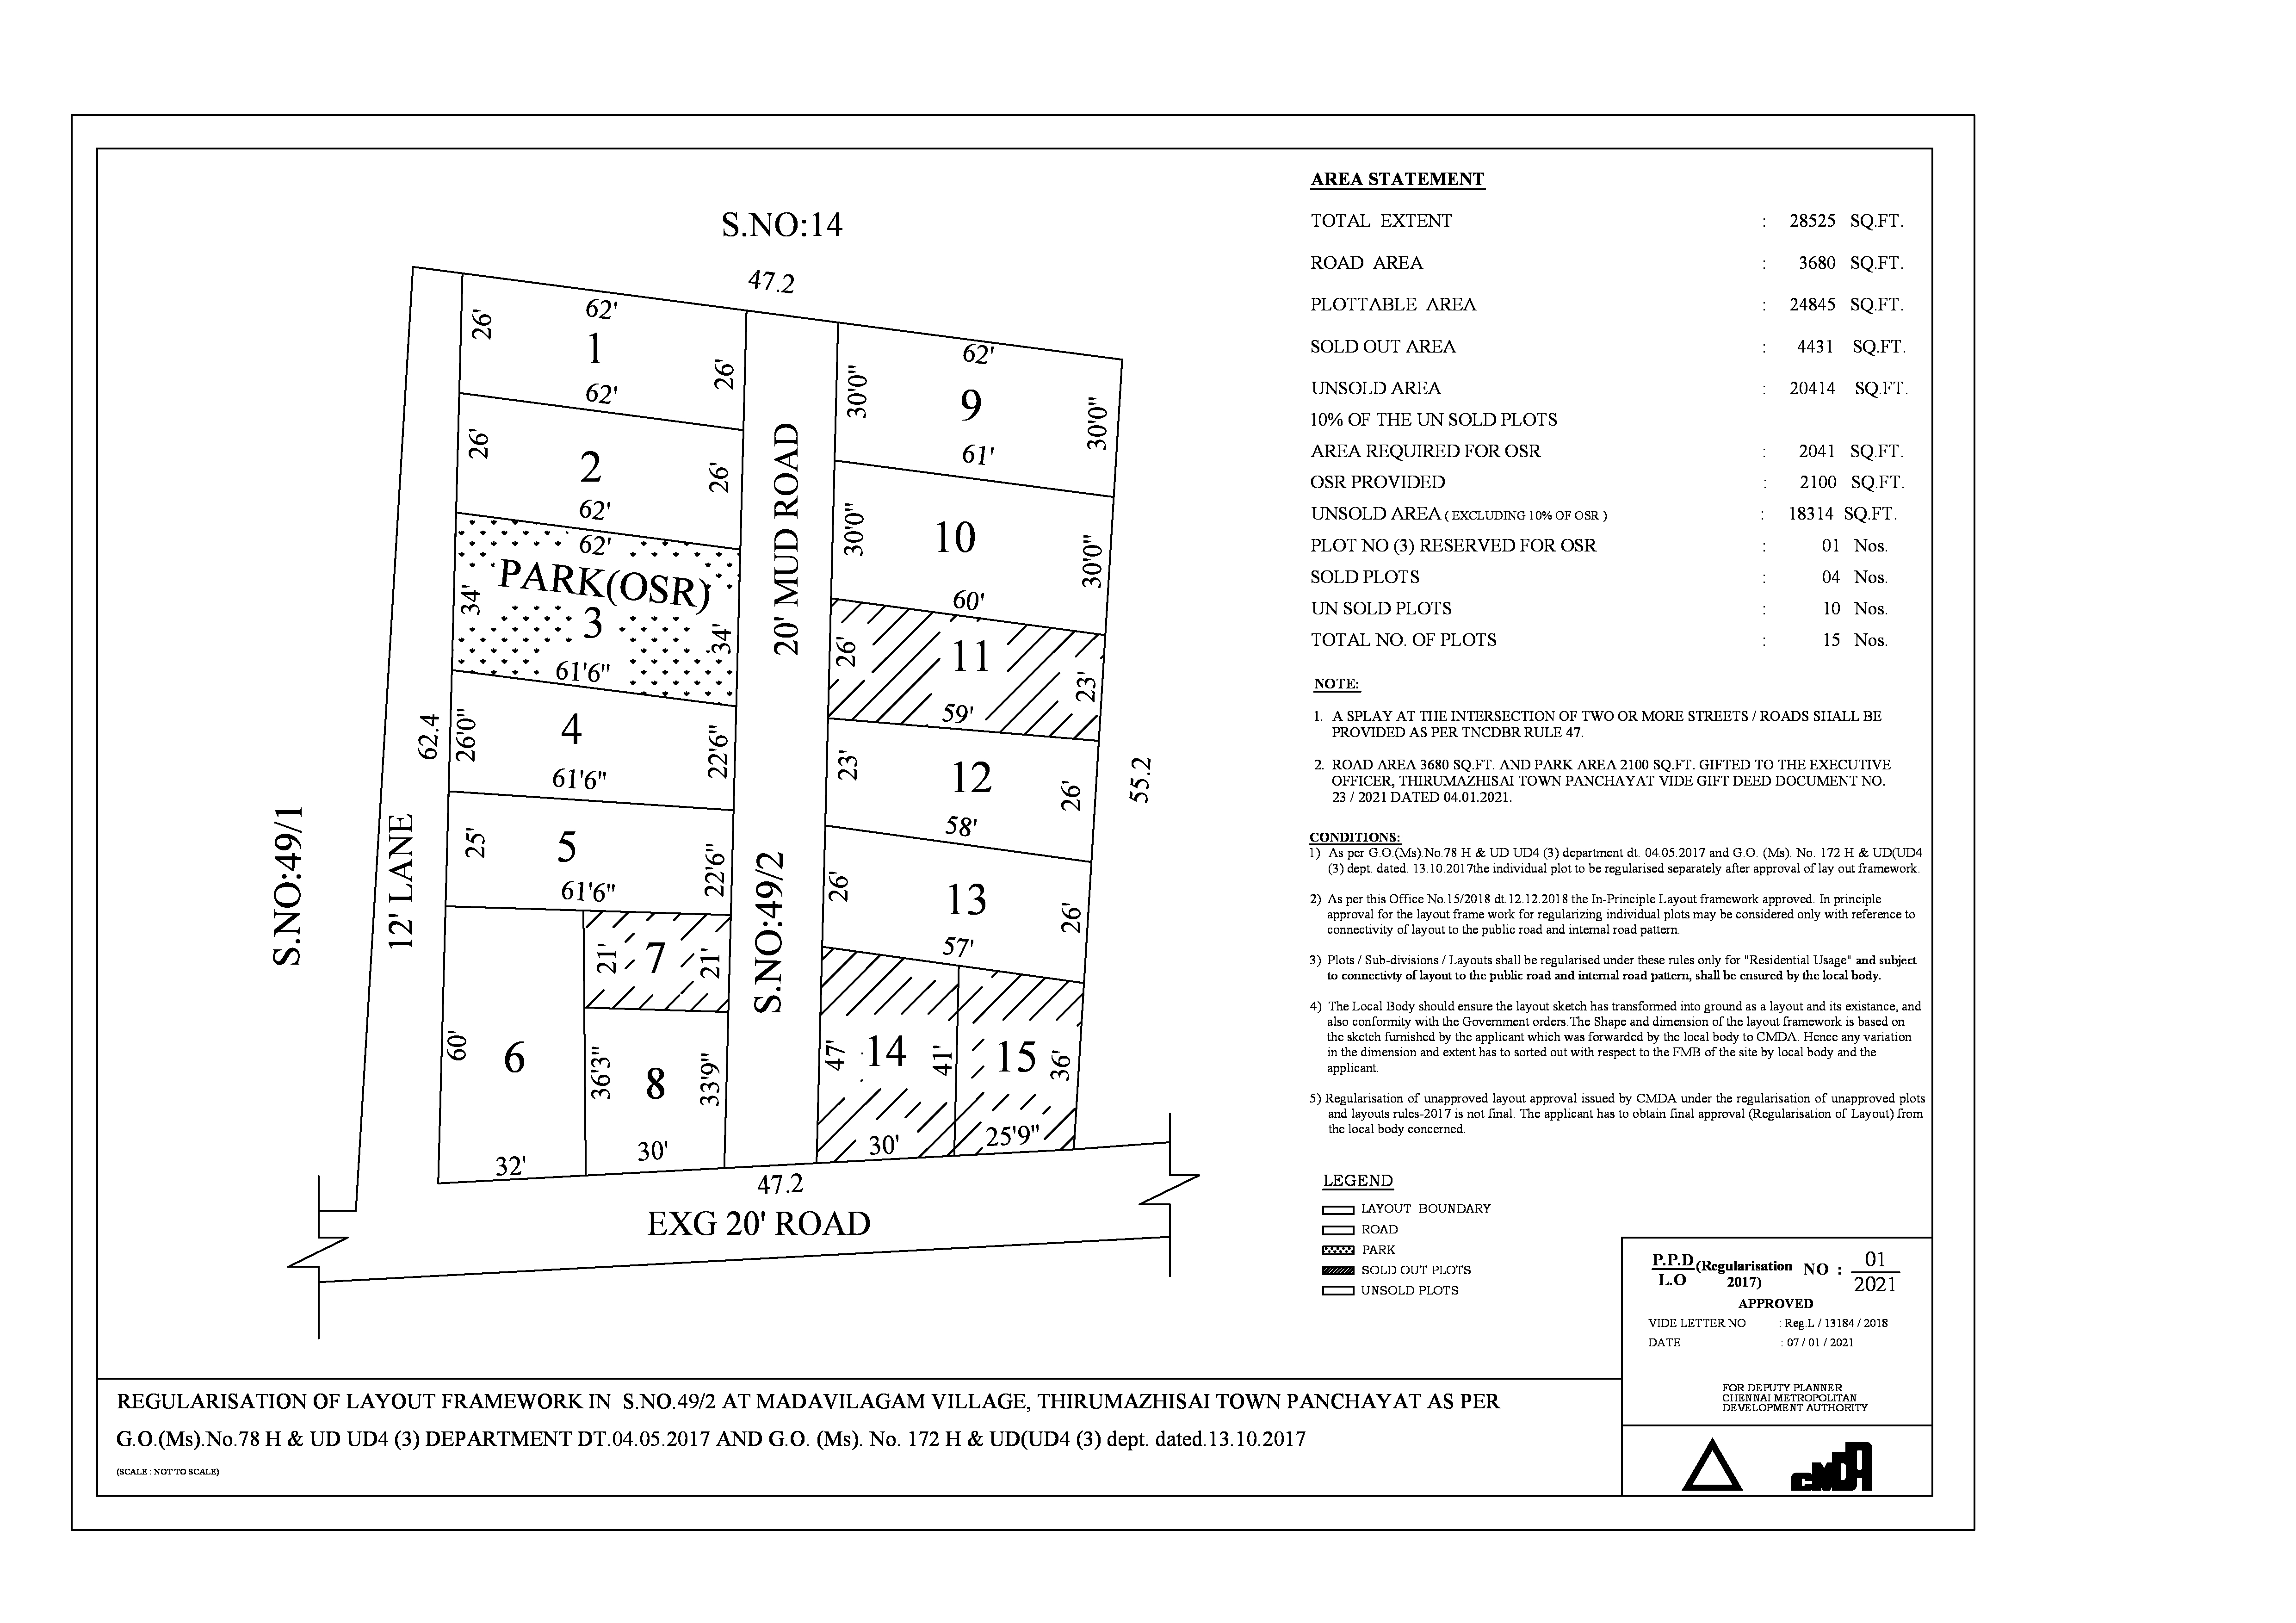 S.NO:14
47.2
62'
26'
1
26'
62'
26'
2
26'
62'
62'
PARK(OSR)
34'
3
34'
61'6"
26'0"
4
22'6"
61'6"
25'
5
22'6"
61'6"
21'
7
21'
60'
6
36'3"
8
33'9"
32'
30'
62.4
12' LANE
S.NO:49/1
20' MUD ROAD
S.NO:49/2
62'
30'0"
9
30'0"
61'
30'0"
10
30'0"
60'
26'
11
23'
59'
23'
12
26'
58'
26'
13
26'
57'
47'
14
41'
15
36'
30'
25'9"
55.2
47.2
EXG 20' ROAD
AREA STATEMENT
TOTAL EXTENT : 28525 SQ.FT.
ROAD AREA : 3680 SQ.FT.
PLOTTABLE AREA : 24845 SQ.FT.
SOLD OUT AREA : 4431 SQ.FT.
UNSOLD AREA : 20414 SQ.FT.
10% OF THE UN SOLD PLOTS
AREA REQUIRED FOR OSR : 2041 SQ.FT.
OSR PROVIDED : 2100 SQ.FT.
UNSOLD AREA ( EXCLUDING 10% OF OSR ) : 18314 SQ.FT.
PLOT NO (3) RESERVED FOR OSR : 01 Nos.
SOLD PLOTS : 04 Nos.
UN SOLD PLOTS : 10 Nos.
TOTAL NO. OF PLOTS : 15 Nos.
NOTE:
1. A SPLAY AT THE INTERSECTION OF TWO OR MORE STREETS / ROADS SHALL BE
PROVIDED AS PER TNCDBR RULE 47.
2. ROAD AREA 3680 SQ.FT. AND PARK AREA 2100 SQ.FT. GIFTED TO THE EXECUTIVE
OFFICER, THIRUMAZHISAI TOWN PANCHAYAT VIDE GIFT DEED DOCUMENT NO.
23 / 2021 DATED 04.01.2021.
CONDITIONS:
1) As per G.O.(Ms).No.78 H & UD UD4 (3) department dt. 04.05.2017 and G.O. (Ms). No. 172 H & UD(UD4
(3) dept. dated. 13.10.2017the individual plot to be regularised separately after approval of lay out framework.
2) As per this Office No.15/2018 dt.12.12.2018 the In-Principle Layout framework approved. In principle
approval for the layout frame work for regularizing individual plots may be considered only with reference to
connectivity of layout to the public road and internal road pattern.
3) Plots / Sub-divisions / Layouts shall be regularised under these rules only for "Residential Usage" and subject
to connectivty of layout to the public road and internal road pattern, shall be ensured by the local body.
4) The Local Body should ensure the layout sketch has transformed into ground as a layout and its existance, and
also conformity with the Government orders.The Shape and dimension of the layout framework is based on
the sketch furnished by the applicant which was forwarded by the local body to CMDA. Hence any variation
in the dimension and extent has to sorted out with respect to the FMB of the site by local body and the
applicant.
5) Regularisation of unapproved layout approval issued by CMDA under the regularisation of unapproved plots
and layouts rules-2017 is not final. The applicant has to obtain final approval (Regularisation of Layout) from
the local body concerned.
LEGEND
LAYOUT BOUNDARY
ROAD
PARK
SOLD OUT PLOTS
UNSOLD PLOTS
P.P.D (Regularisation NO : 01
L.O 2017) 2021
APPROVED
VIDE LETTER NO : Reg.L / 13184 / 2018
DATE : 07 / 01 / 2021
FOR DEPUTY PLANNER
CHENNAI METROPOLITAN
DEVELOPMENT AUTHORITY
CMDA
REGULARISATION OF LAYOUT FRAMEWORK IN S.NO.49/2 AT MADAVILAGAM VILLAGE, THIRUMAZHISAI TOWN PANCHAYAT AS PER
G.O.(Ms).No.78 H & UD UD4 (3) DEPARTMENT DT.04.05.2017 AND G.O. (Ms). No. 172 H & UD(UD4 (3) dept. dated.13.10.2017
(SCALE : NOT TO SCALE)